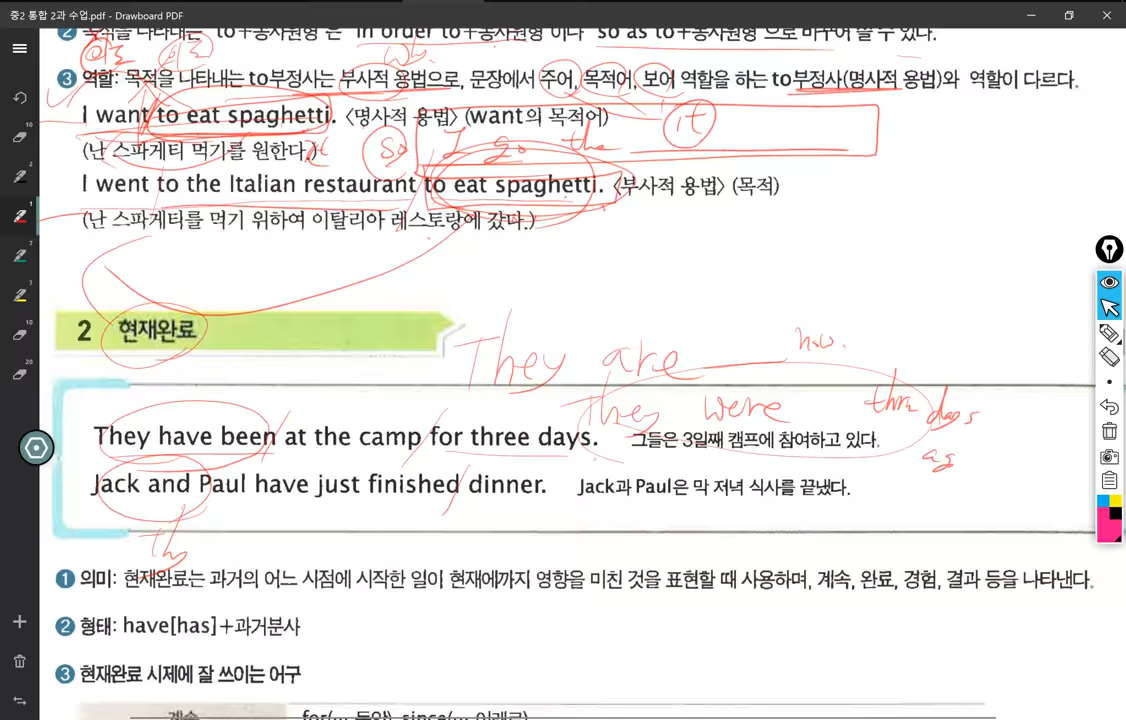 중2 통합 2과 수업.pdf - Drawboard PDF
❷ 목적을 나타내는 to+동사원형 은 in order to+동사원형 이나 so as to+동사원형 으로 바꾸어 쓸 수 있다.
❸ 역할: 목적을 나타내는 to부정사는 부사적 용법으로, 문장에서 주어, 목적어, 보어 역할을 하는 to부정사(명사적 용법)와 역할이 다르다.
I want to eat spaghetti. <명사적 용법> (want의 목적어)
it
(난 스파게티 먹기를 원한다.)
so I go the
I went to the Italian restaurant to eat spaghetti. <부사적 용법> (목적)
(난 스파게티를 먹기 위하여 이탈리아 레스토랑에 갔다.)
2 현재완료
They are
They were three days
They have been at the camp for three days. 그들은 3일째 캠프에 참여하고 있다.
ag
Jack and Paul have just finished dinner. Jack과 Paul은 막 저녁 식사를 끝냈다.
❶ 의미: 현재완료는 과거의 어느 시점에 시작한 일이 현재에까지 영향을 미친 것을 표현할 때 사용하며, 계속, 완료, 경험, 결과 등을 나타낸다.
❷ 형태: have[has]+과거분사
❸ 현재완료 시제에 잘 쓰이는 어구
계속 for(… 동안), since(… 이래로)